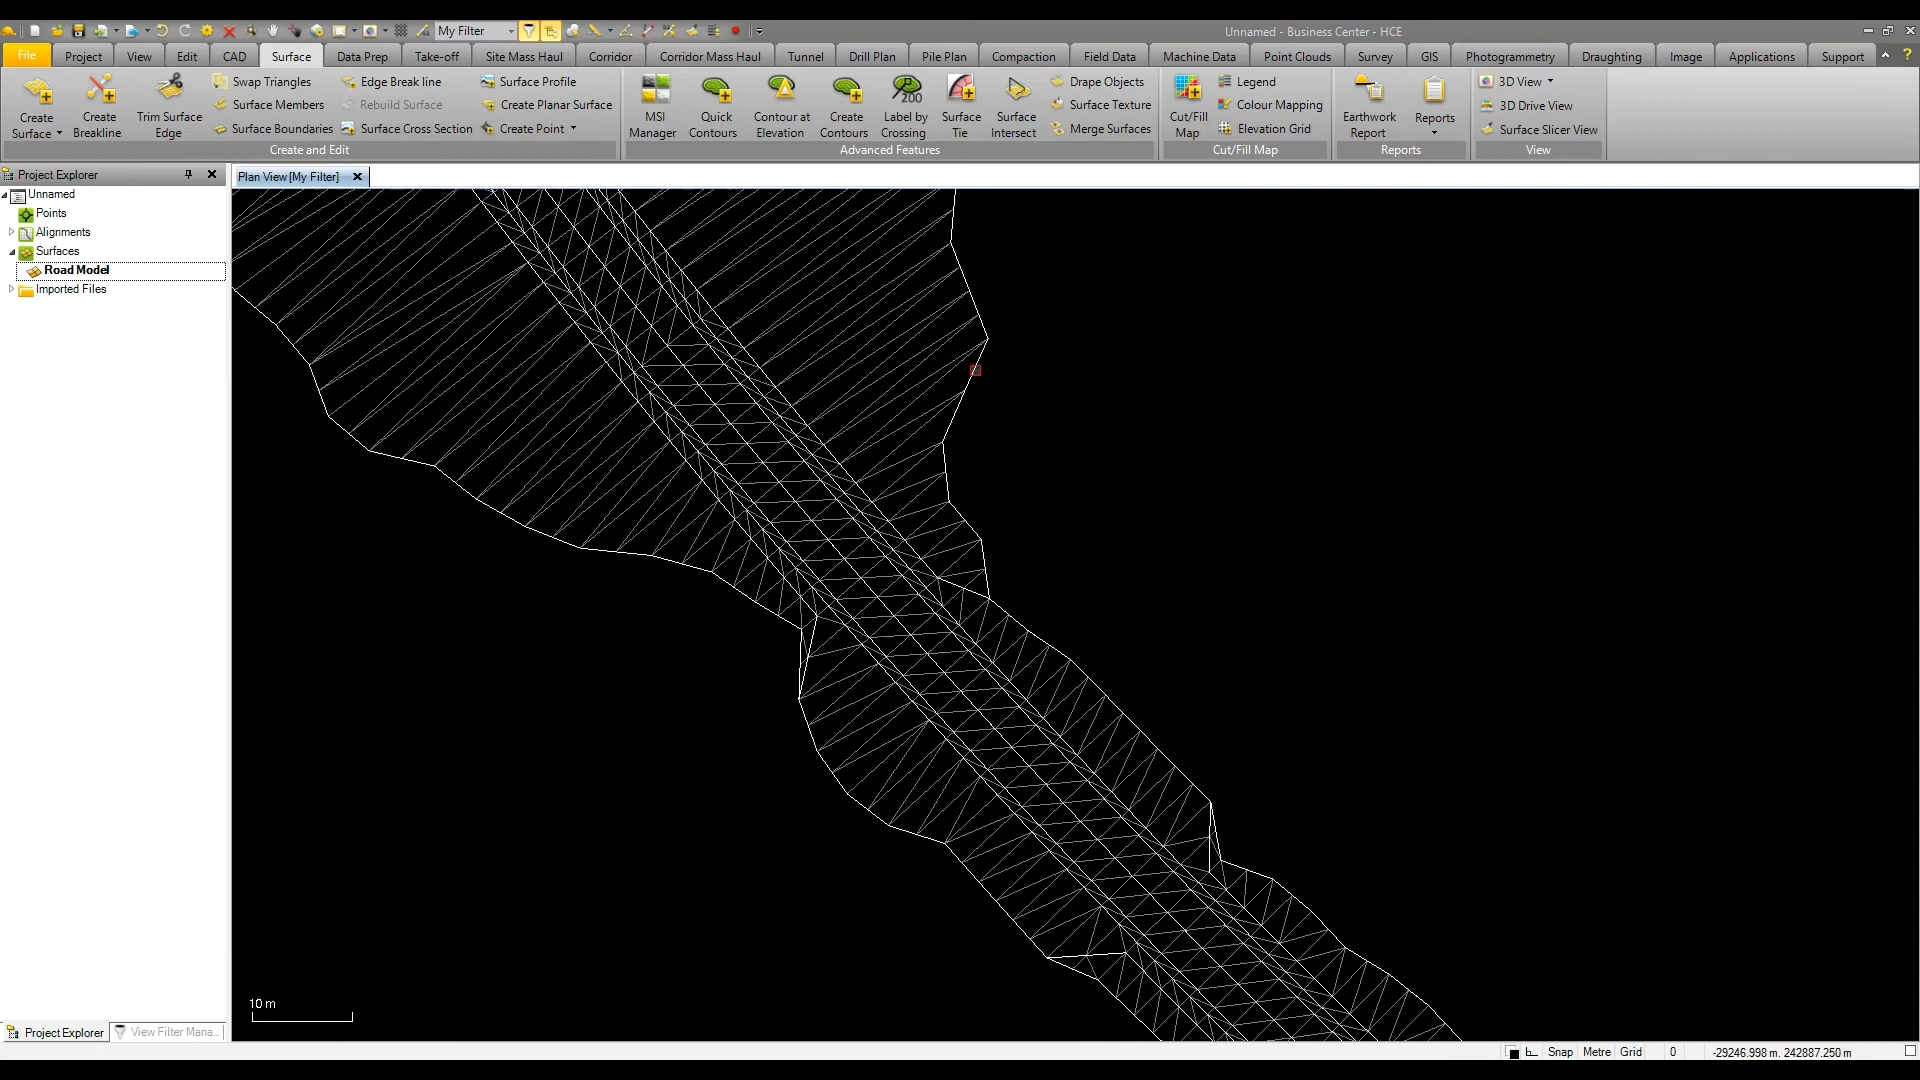 My Filter
Unnamed - Business Center - HCE
File Project View Edit CAD Surface Data Prep Take-off Site Mass Haul Corridor Corridor Mass Haul Tunnel Drill Plan Pile Plan Compaction Field Data Machine Data Point Clouds Survey GIS Photogrammetry Draughting Image Applications Support
Create Surface
Create Breakline
Trim Surface Edge
Swap Triangles
Surface Members
Surface Boundaries
Edge Break line
Rebuild Surface
Surface Cross Section
Surface Profile
Create Planar Surface
Create Point
Create and Edit
MSI Manager
Quick Contours
Contour at Elevation
Create Contours
200
Label by Crossing
Surface Tie
Surface Intersect
Drape Objects
Surface Texture
Merge Surfaces
Advanced Features
Cut/Fill Map
Legend
Colour Mapping
Elevation Grid
Cut/Fill Map
Earthwork Report
Reports
Reports
3D View
3D Drive View
Surface Slicer View
View
Project Explorer
Unnamed
Points
Alignments
Surfaces
Road Model
Imported Files
Plan View [My Filter]
10 m
Project Explorer
View Filter Mana...
Snap Metre Grid 0 -29246.998 m. 242887.250 m